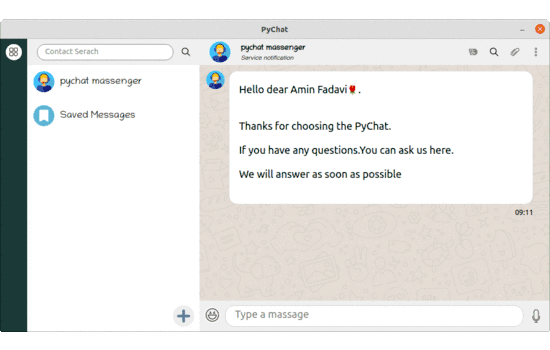 PyChat
Contact Serach
pychat massenger
Service notification
pychat massenger
Saved Messages
Hello dear Amin Fadavi🌹.
Thanks for choosing the PyChat.
If you have any questions.You can ask us here.
We will answer as soon as possible
09:11
Type a massage